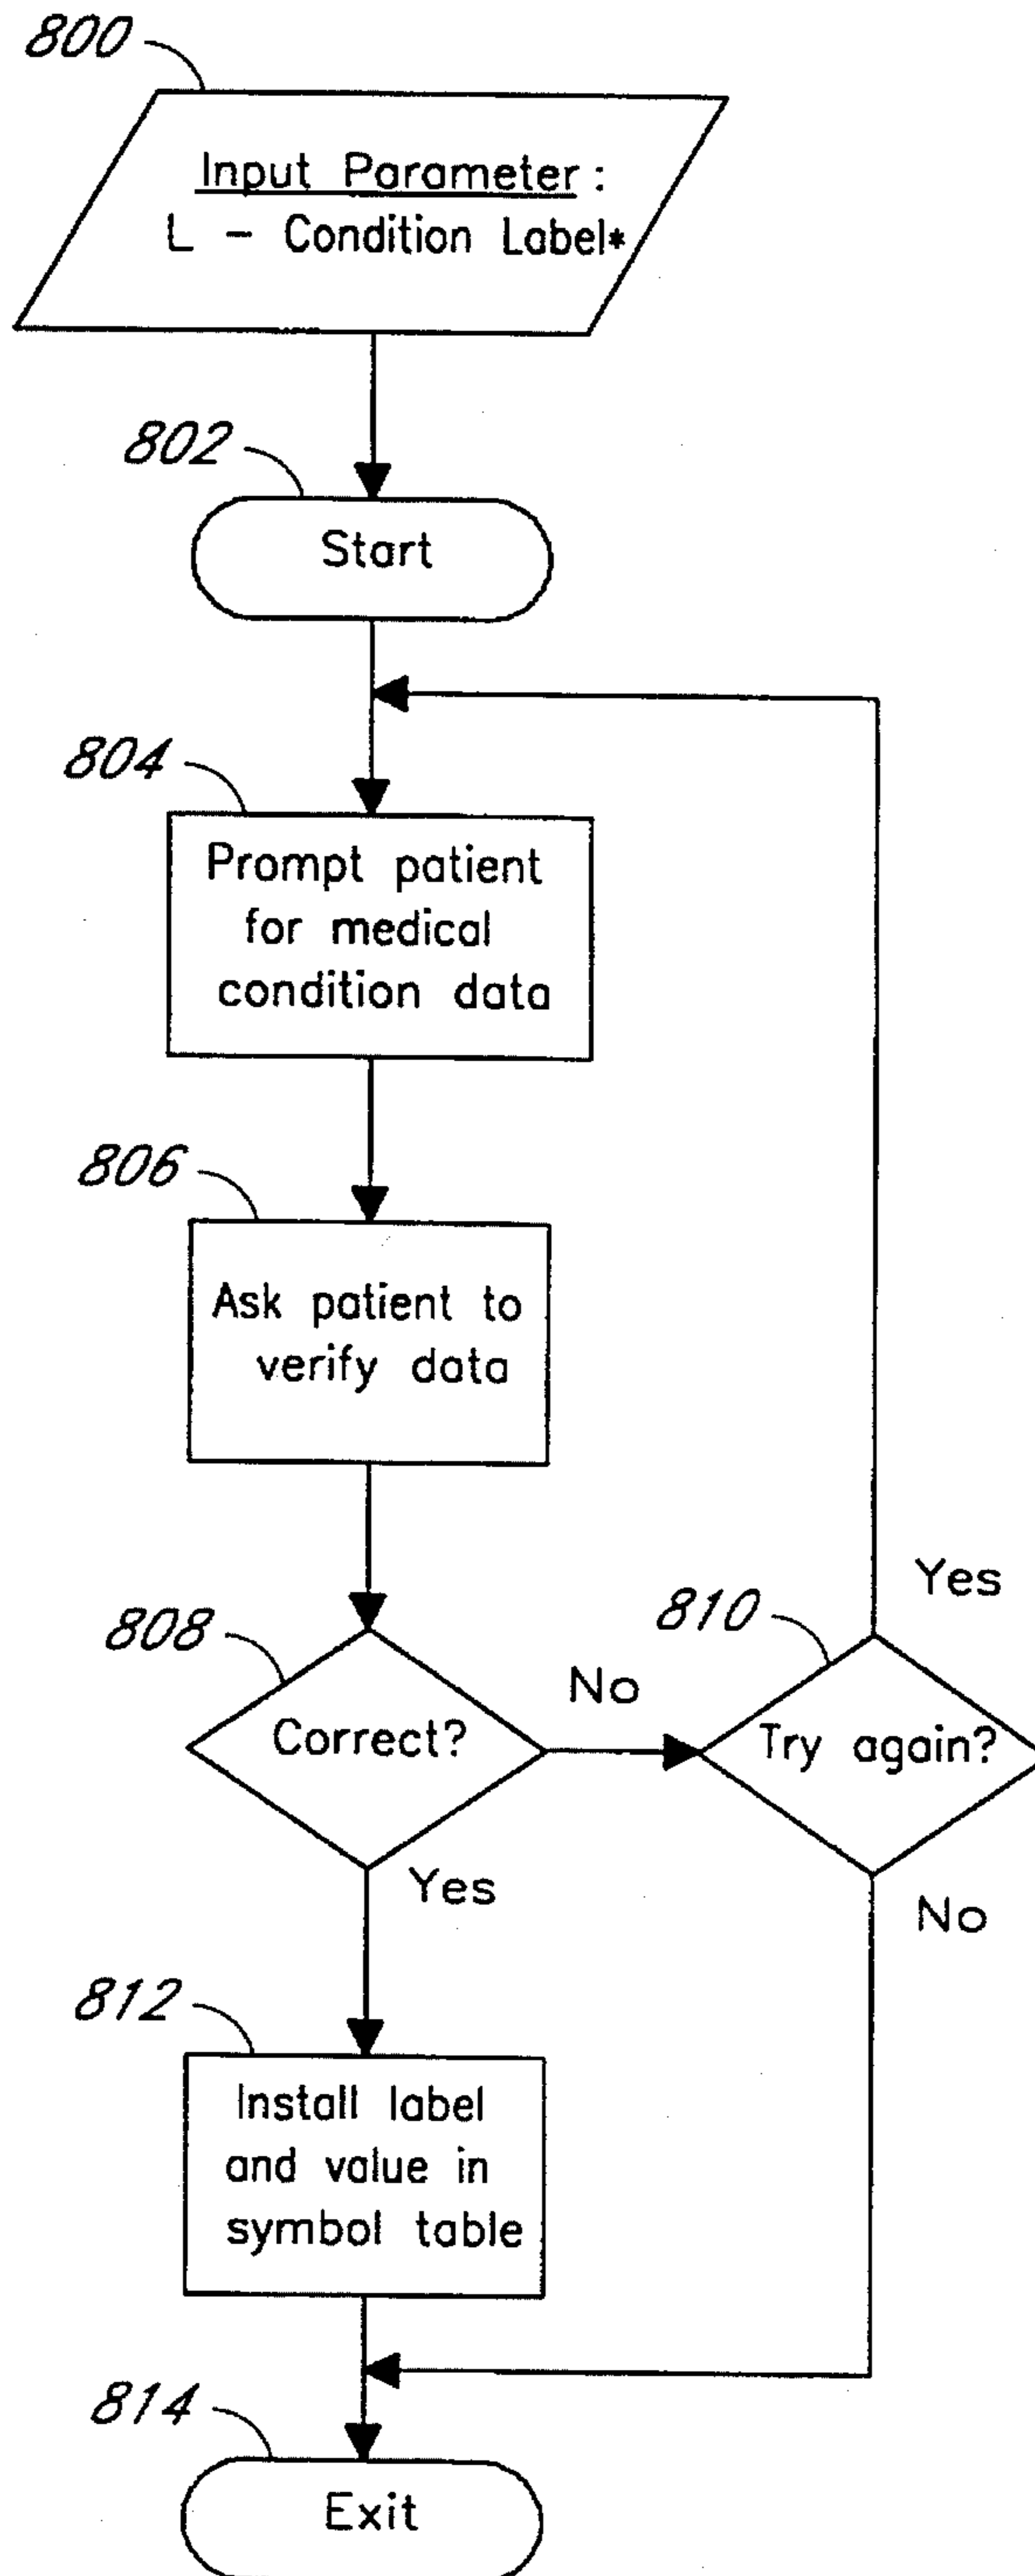 800
Input Parameter:
L - Condition Label*
802
Start
804
Prompt patient
for medical
condition data
806
Ask patient to
verify data
808
Correct?
No
810
Try again?
Yes
Yes
No
812
Install label
and value in
symbol table
814
Exit